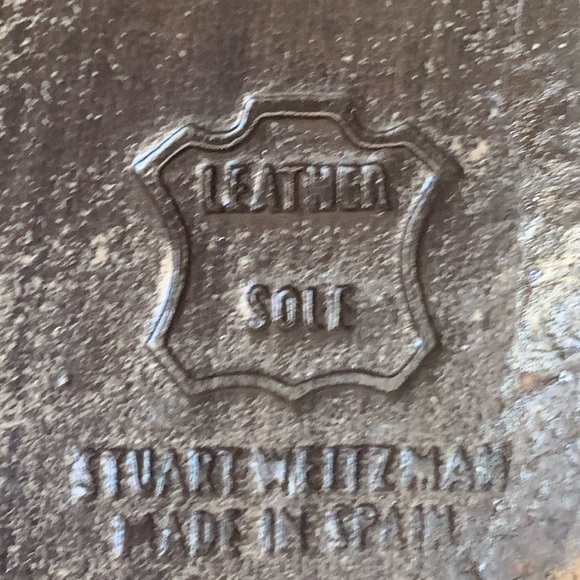 LEATHER
SOLE
STUART WEITZMAN
MADE IN SPAIN